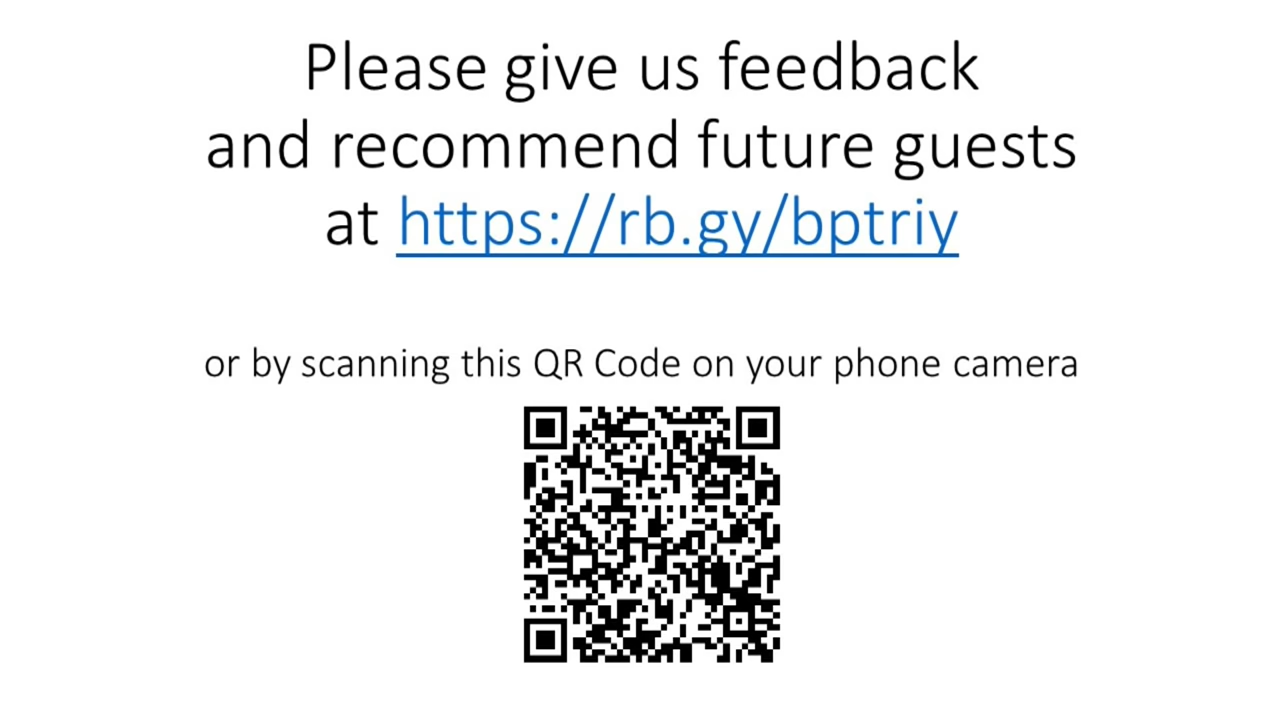 Please give us feedback
and recommend future guests
at https://rb.gy/bptriy
or by scanning this QR Code on your phone camera